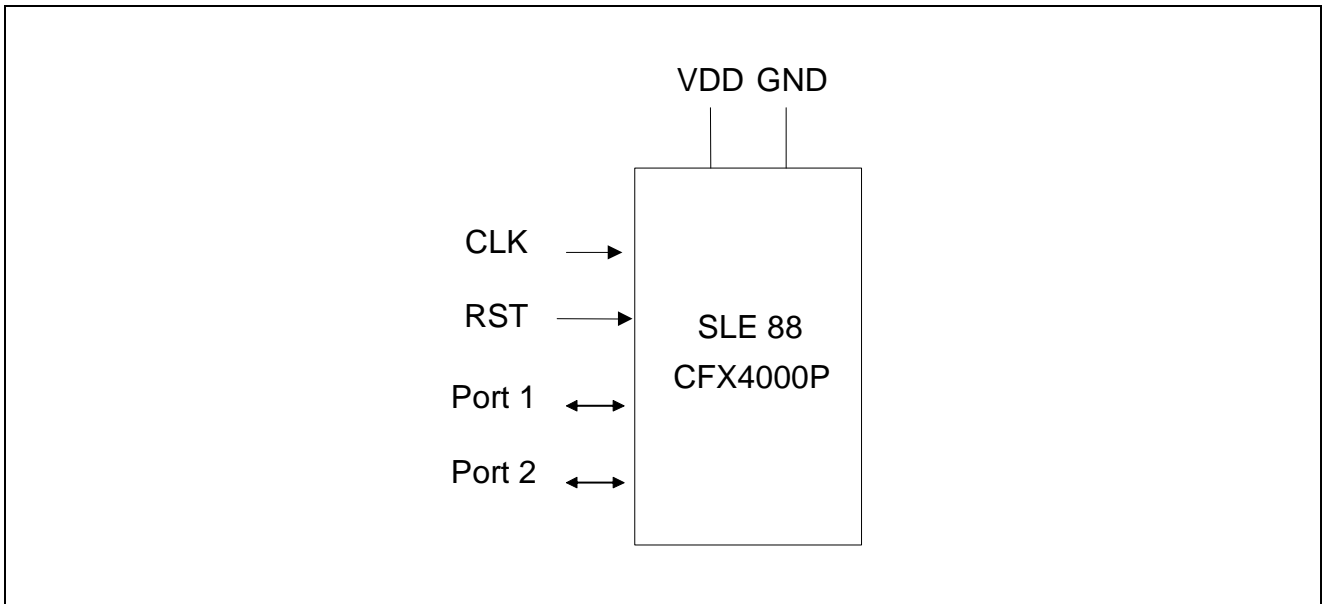 VDD GND
CLK
RST
Port 1
Port 2
SLE 88
CFX4000P